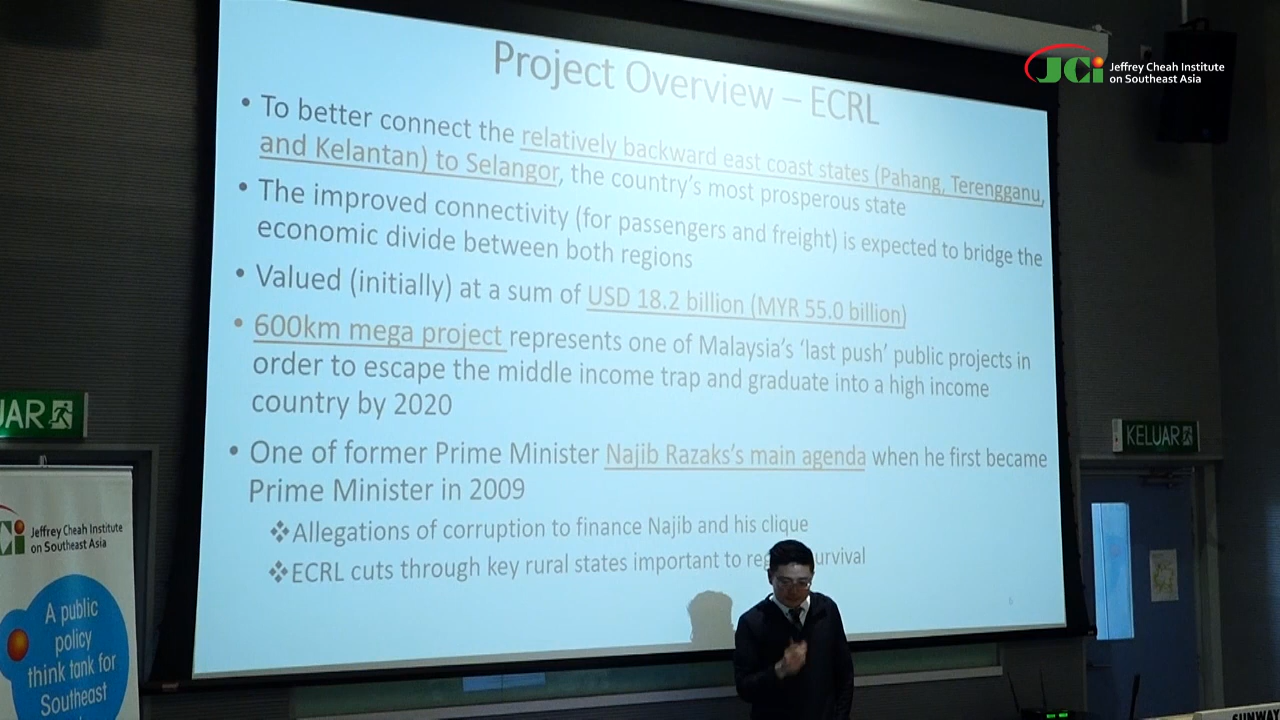 Project Overview – ECRL
JCi Jeffrey Cheah Institute
on Southeast Asia
• To better connect the relatively backward east coast states (Pahang, Terengganu,
and Kelantan) to Selangor, the country's most prosperous state
• The improved connectivity (for passengers and freight) is expected to bridge the
economic divide between both regions
• Valued (initially) at a sum of USD 18.2 billion (MYR 55.0 billion)
• 600km mega project represents one of Malaysia's 'last push' public projects in
order to escape the middle income trap and graduate into a high income
country by 2020
• One of former Prime Minister Najib Razaks's main agenda when he first became
Prime Minister in 2009
❖Allegations of corruption to finance Najib and his clique
❖ECRL cuts through key rural states important to re survival
UAR
KELUAR
Jeffrey Cheah Institute
on Southeast Asia
A public
policy
think tank for
Southeast
SUNWAY